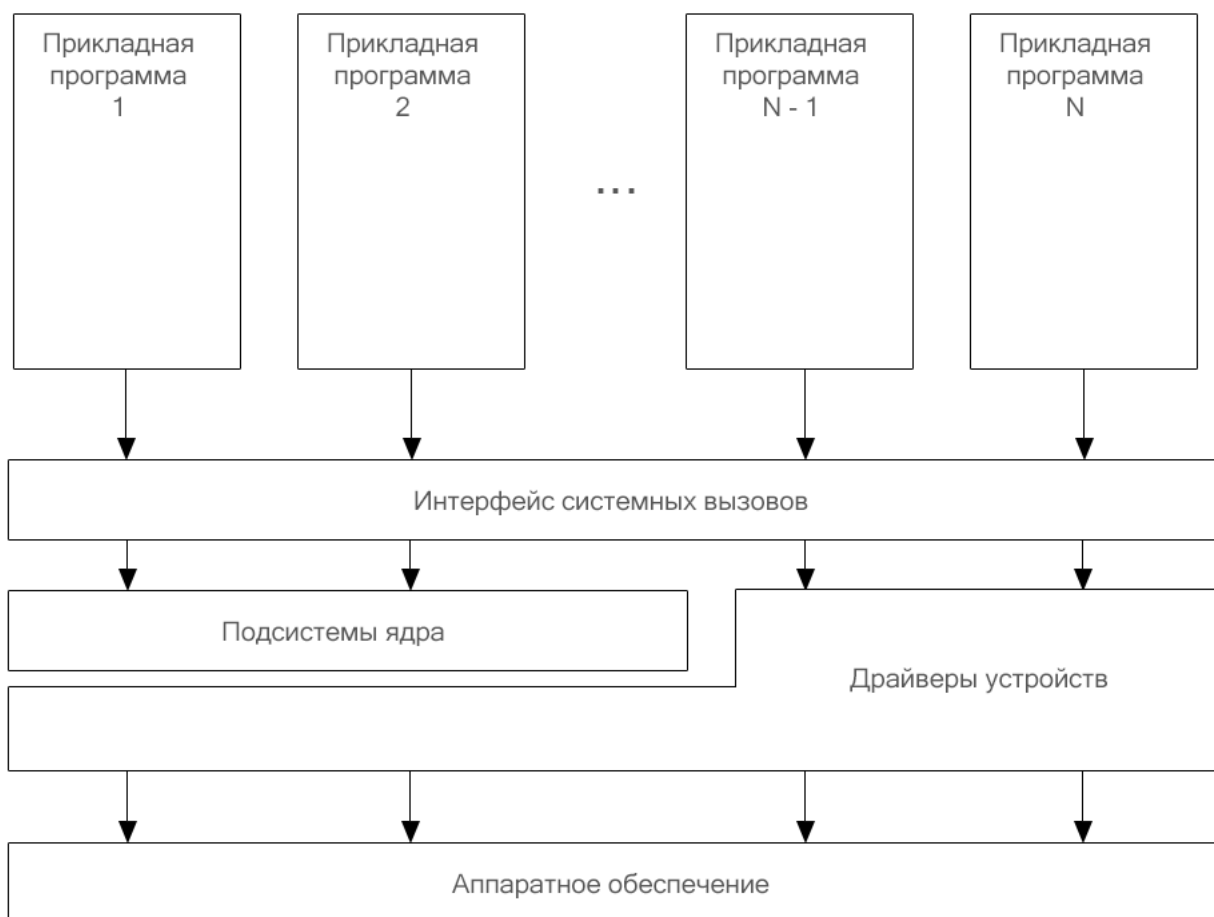 Прикладная
программа
1
Прикладная
программа
2
...
Прикладная
программа
N - 1
Прикладная
программа
N
Интерфейс системных вызовов
Подсистемы ядра
Драйверы устройств
Аппаратное обеспечение